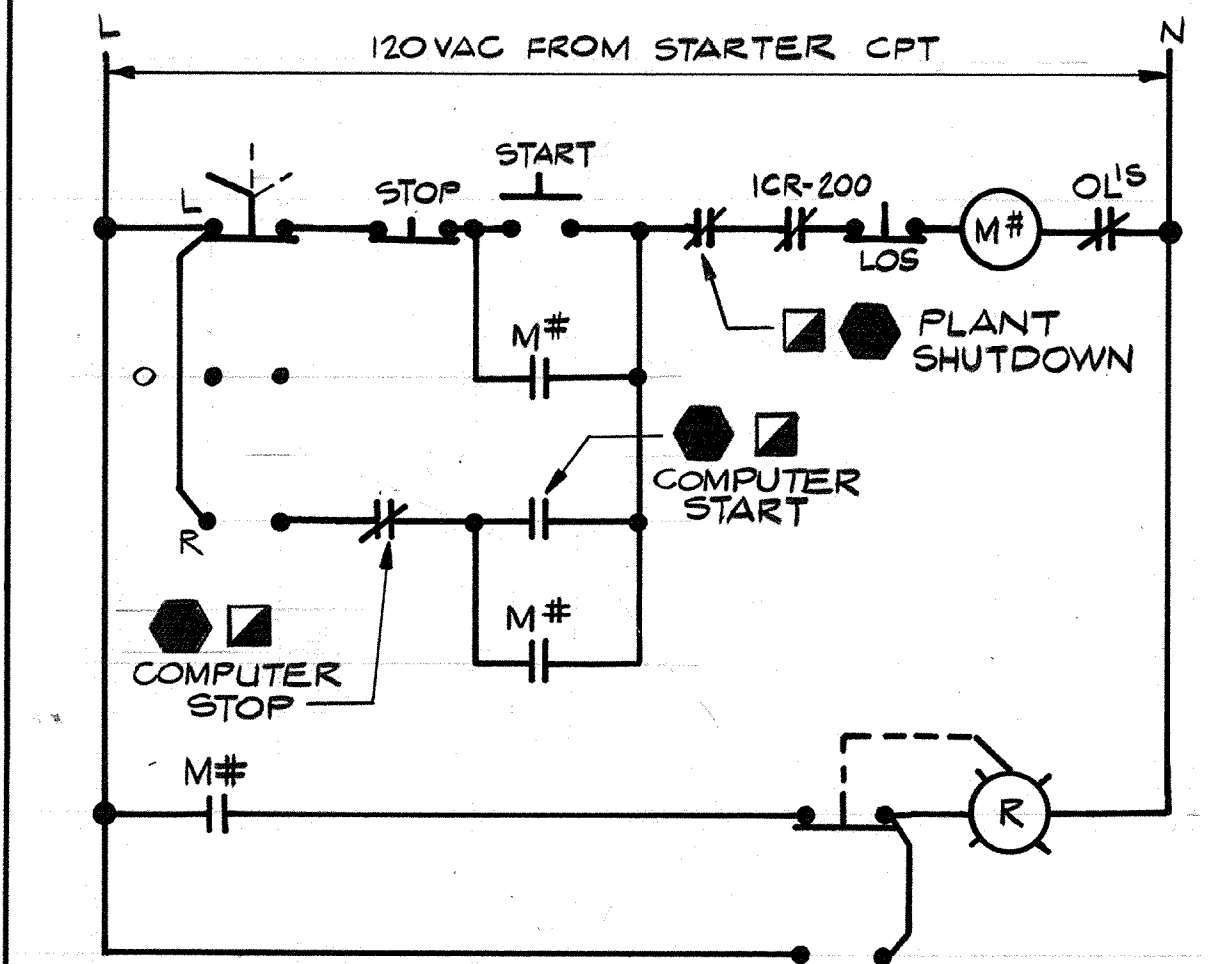 L
N
120VAC FROM STARTER CPT
START
STOP
L
1CR-200
OL'S
M#
LOS
M#
PLANT
SHUTDOWN
O
COMPUTER
START
R
M#
COMPUTER
STOP
M#
R